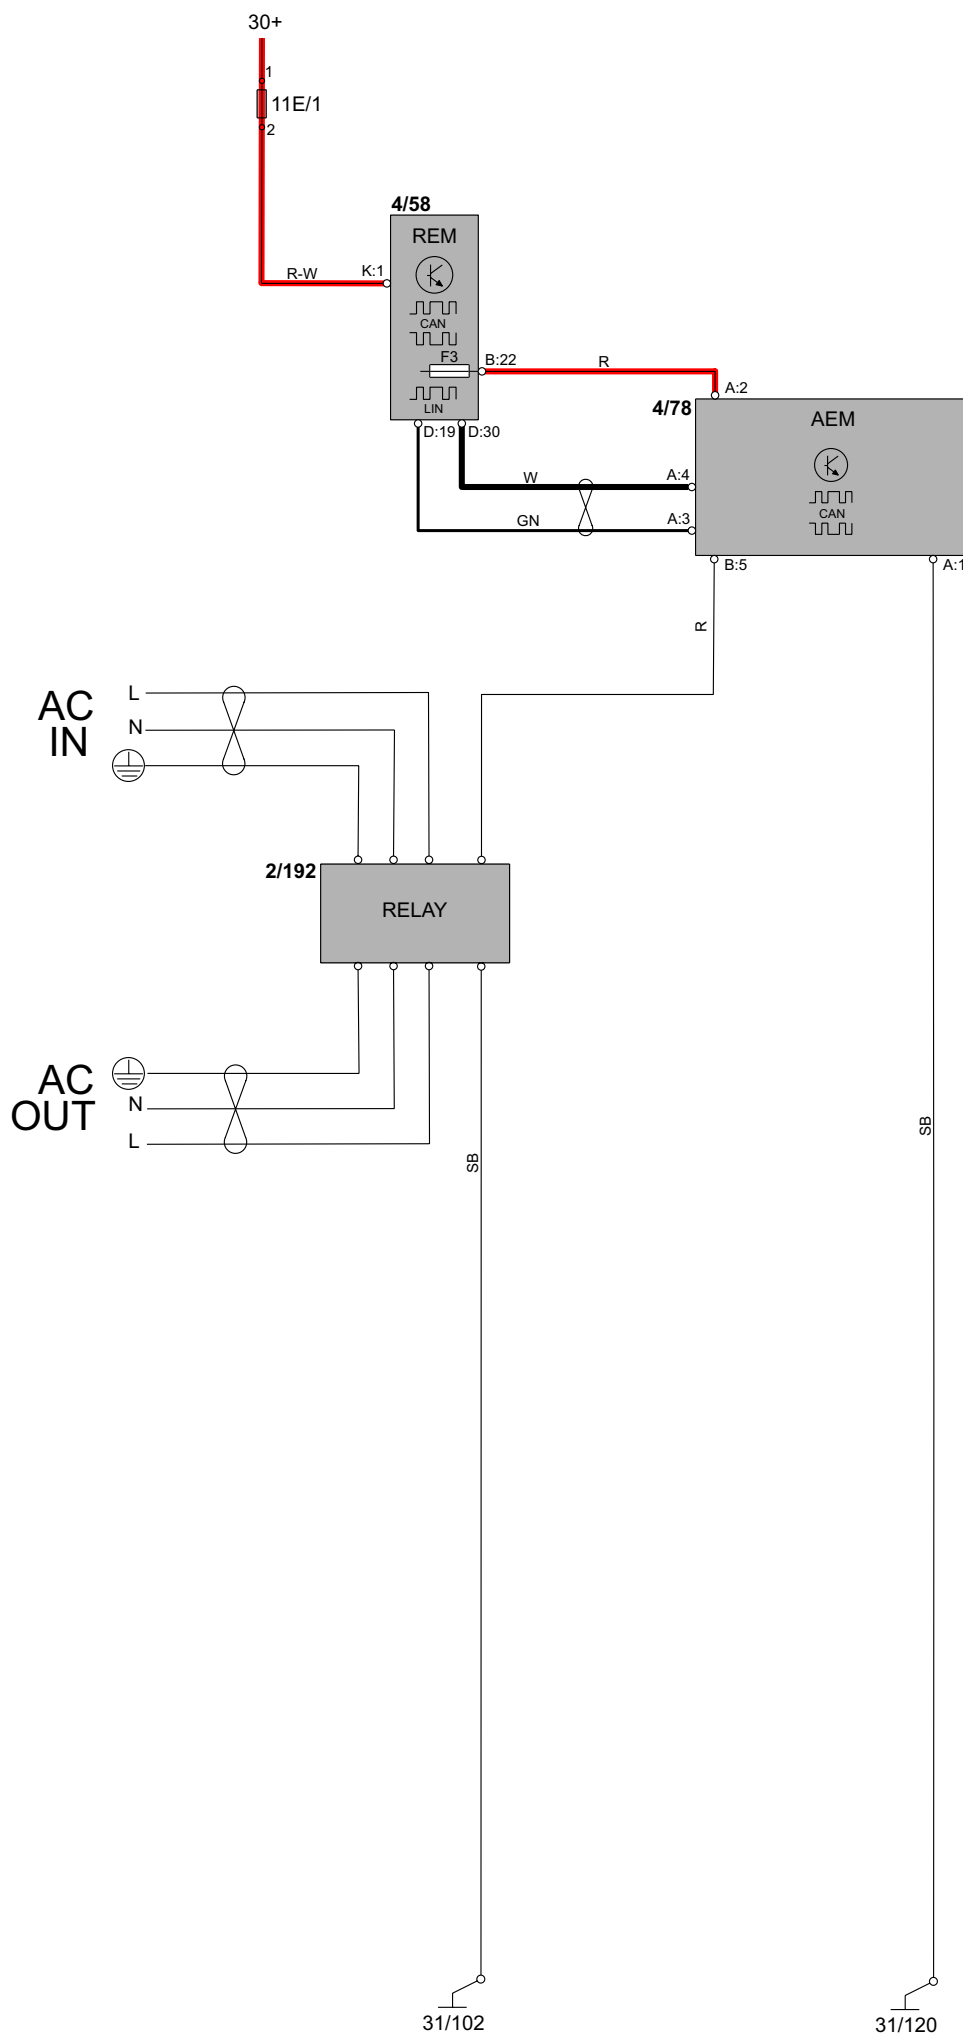 30+
1
11E/1
2
4/58
REM
R-W
K:1
CAN
F3
B:22
R
A:2
LIN
4/78
AEM
D:19
D:30
W
A:4
CAN
GN
A:3
B:5
A:1
R
AC
IN
L
N
2/192
RELAY
AC
OUT
N
L
SB
SB
31/102
31/120